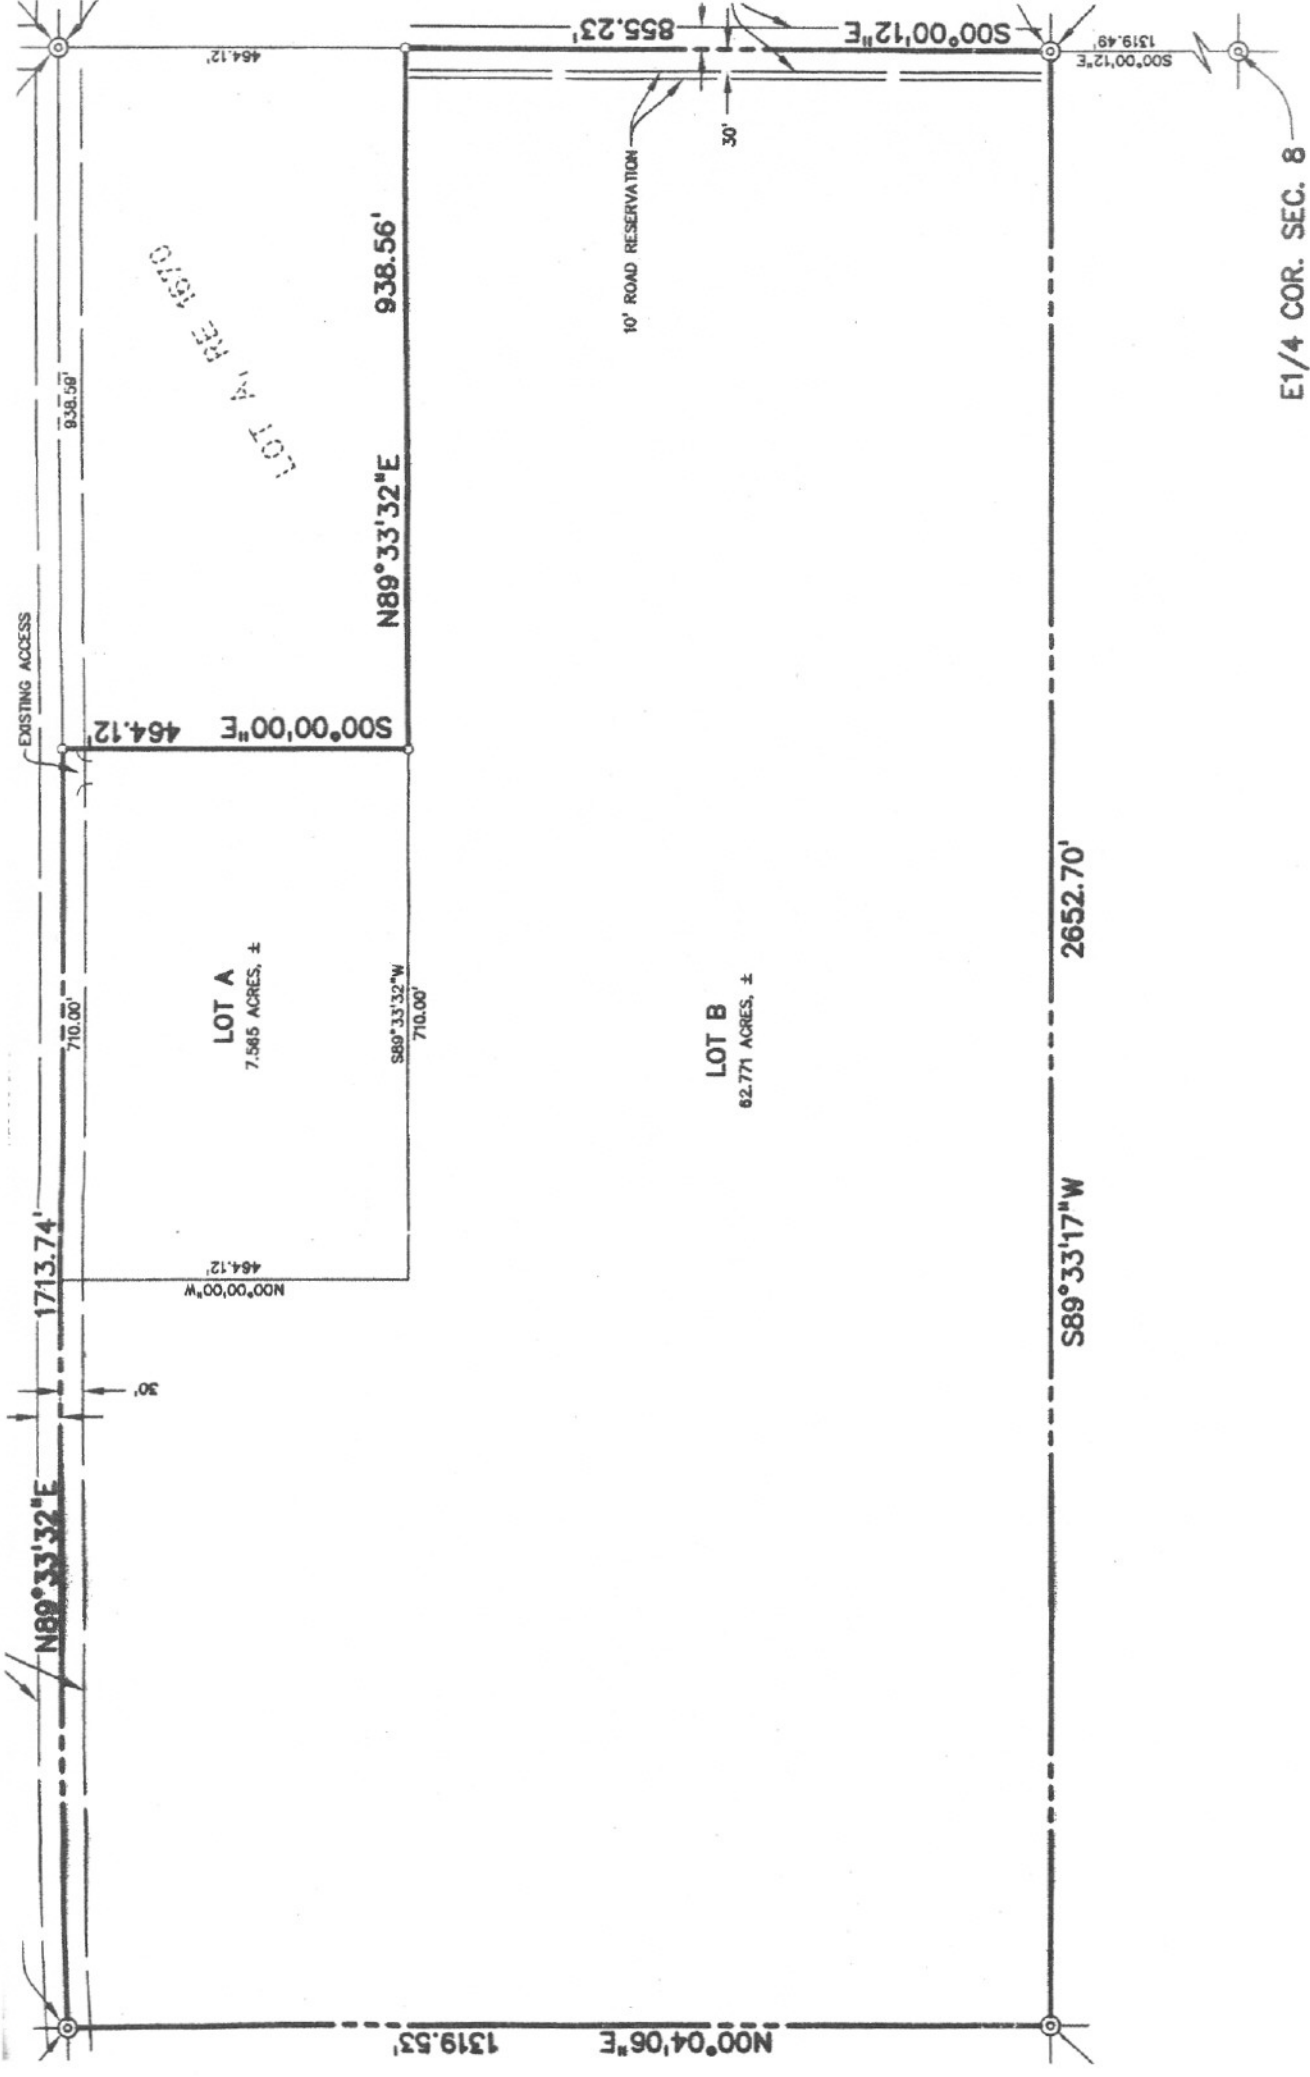 EXISTING ACCESS
N89°33'32"E
1713.74'
30'
710.00'
938.59'
464.12'
LOT A, RE 1670
LOT A
7.565 ACRES, ±
N00°00'00"W
464.12'
S89°33'32"W
710.00'
S00°00'00"E
464.12'
N89°33'32"E
938.56'
855.23'
S00°00'12"E
10' ROAD RESERVATION
30'
LOT B
62.771 ACRES, ±
N00°04'06"E
1319.53'
S89°33'17"W
2652.70'
S00°00'12"E
1319.49'
E1/4 COR. SEC. 8